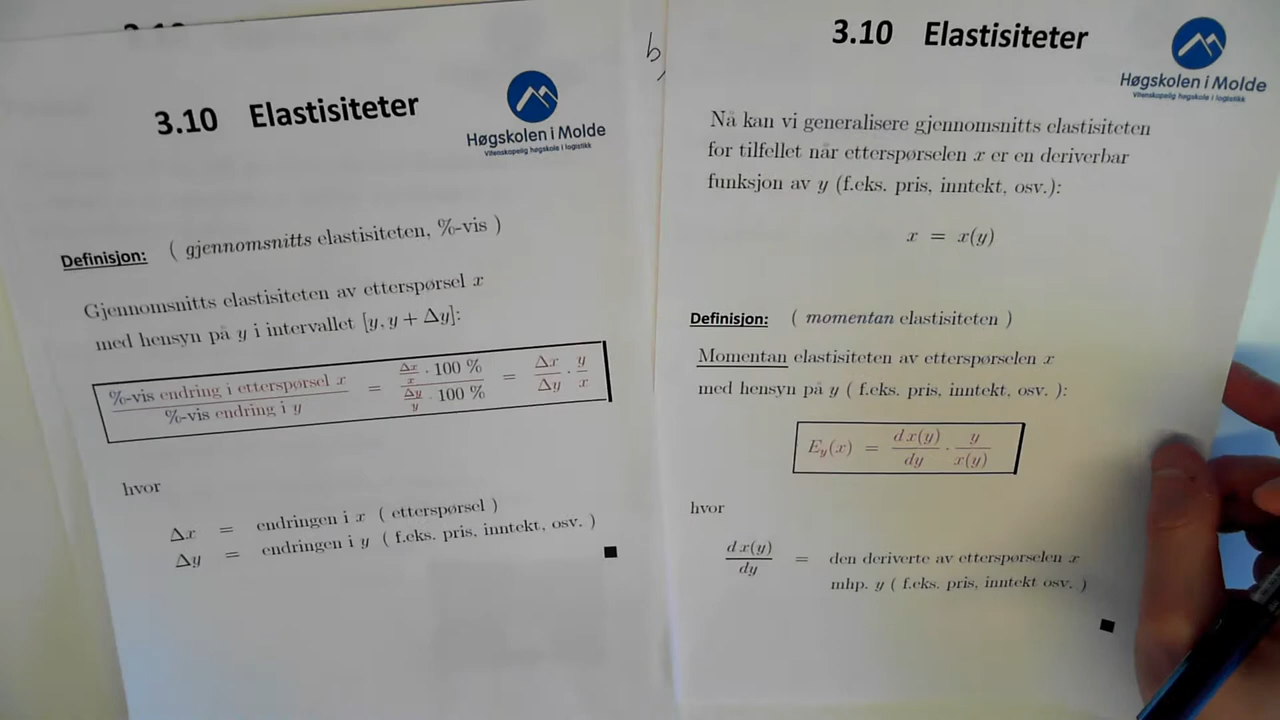 3.10 Elastisiteter
Høgskolen i Molde
Vitenskapelig høgskole i logistikk
Definisjon: ( gjennomsnitts elastisiteten, %-vis )
Gjennomsnitts elastisiteten av etterspørsel x
med hensyn på y i intervallet [y, y + Δy]:
%-vis endring i etterspørsel x / %-vis endring i y = (Δx/x · 100 %) / (Δy/y · 100 %) = Δx/Δy · y/x
hvor
Δx = endringen i x ( etterspørsel )
Δy = endringen i y ( f.eks. pris, inntekt, osv. )
b,
3.10 Elastisiteter
Høgskolen i Molde
Vitenskapelig høgskole i logistikk
Nå kan vi generalisere gjennomsnitts elastisiteten
for tilfellet når etterspørselen x er en deriverbar
funksjon av y (f.eks. pris, inntekt, osv.):
x = x(y)
Definisjon: ( momentan elastisiteten )
Momentan elastisiteten av etterspørselen x
med hensyn på y ( f.eks. pris, inntekt, osv. ):
E_y(x) = dx(y)/dy · y/x(y)
hvor
dx(y)/dy = den deriverte av etterspørselen x
mhp. y ( f.eks. pris, inntekt osv. )